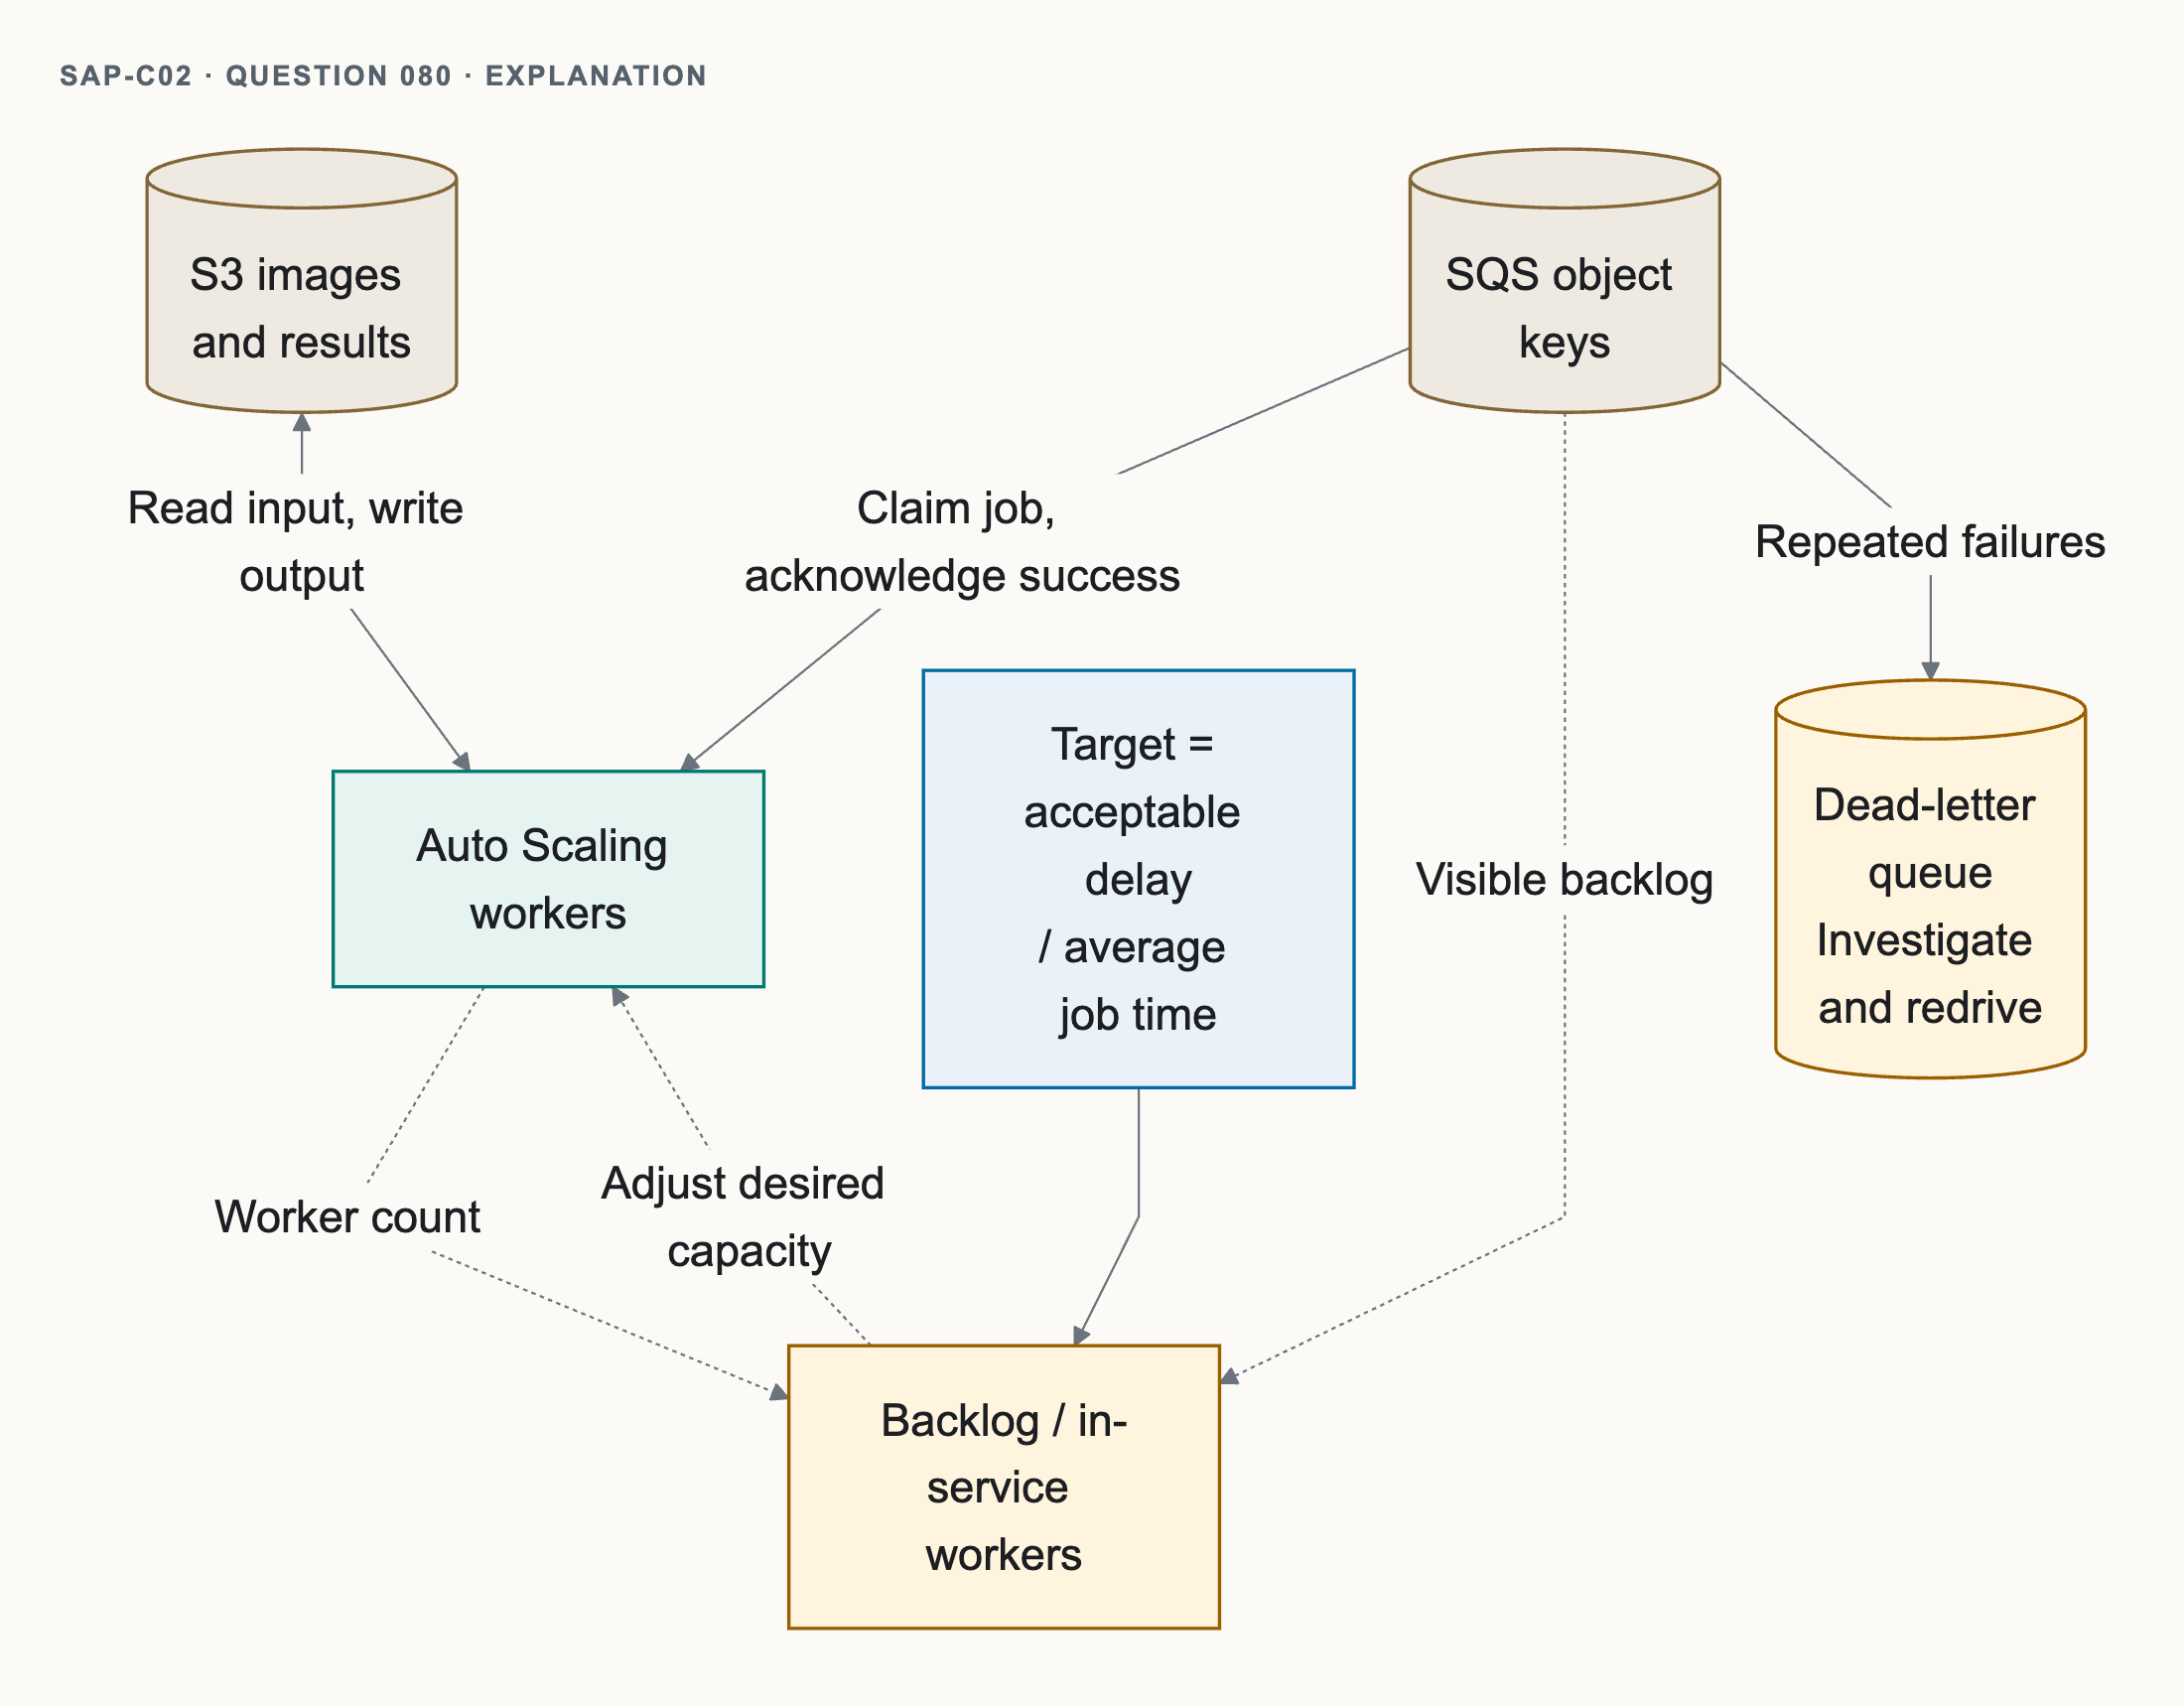 SAP-C02 · QUESTION 080 · EXPLANATION
S3 images
and results
SQS object
keys
Read input, write
output
Claim job,
acknowledge success
Repeated failures
Target =
acceptable
delay
/ average
job time
Auto Scaling
workers
Visible backlog
Dead-letter
queue
Investigate
and redrive
Worker count
Adjust desired
capacity
Backlog / in-
service
workers